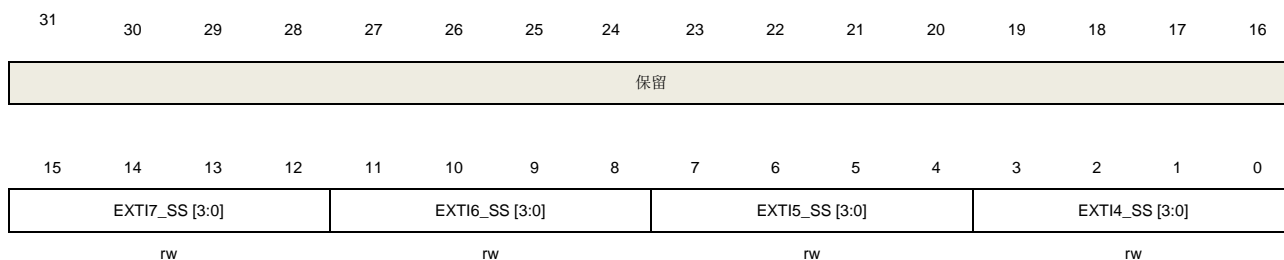 31 30 29 28 27 26 25 24 23 22 21 20 19 18 17 16
保留
15 14 13 12 11 10 9 8 7 6 5 4 3 2 1 0
EXTI7_SS [3:0] EXTI6_SS [3:0] EXTI5_SS [3:0] EXTI4_SS [3:0]
rw rw rw rw